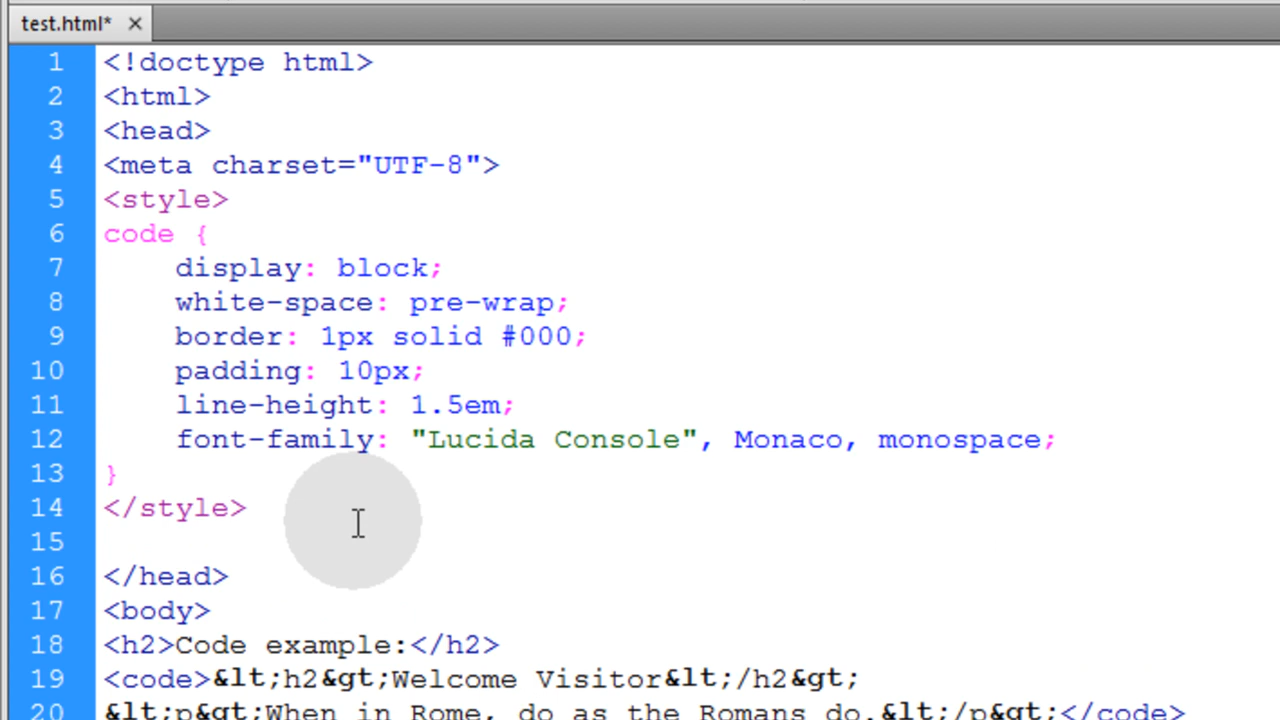 test.html* ×
1 <!doctype html>
2 <html>
3 <head>
4 <meta charset="UTF-8">
5 <style>
6 code {
7     display: block;
8     white-space: pre-wrap;
9     border: 1px solid #000;
10     padding: 10px;
11     line-height: 1.5em;
12     font-family: "Lucida Console", Monaco, monospace;
13 }
14 </style>
15
16 </head>
17 <body>
18 <h2>Code example:</h2>
19 <code>&lt;h2&gt;Welcome Visitor&lt;/h2&gt;
20 &lt;p&gt;When in Rome, do as the Romans do.&lt;/p&gt;</code>